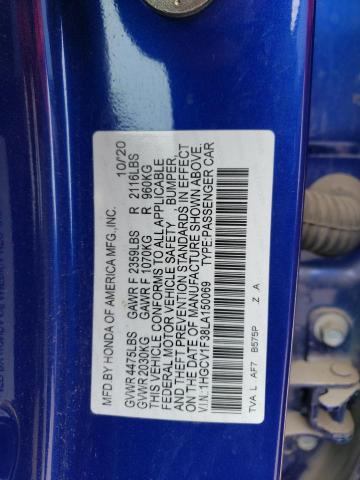 MFD BY HONDA OF AMERICA MFG.,INC. 10/20
GVWR 4475LBS GAWR F 2359LBS R 2116LBS
GVWR 2030KG GAWR F 1070KG R 960KG
THIS VEHICLE CONFORMS TO ALL APPLICABLE
FEDERAL MOTOR VEHICLE SAFETY BUMPER,
AND THEFT PREVENTION STANDARDS IN EFFECT
ON THE DATE OF MANUFACTURE SHOWN ABOVE.
V.I.N.:1HGCV1F38LA150069 TYPE:PASSENGER CAR
TVA L AF7 B575P Z A